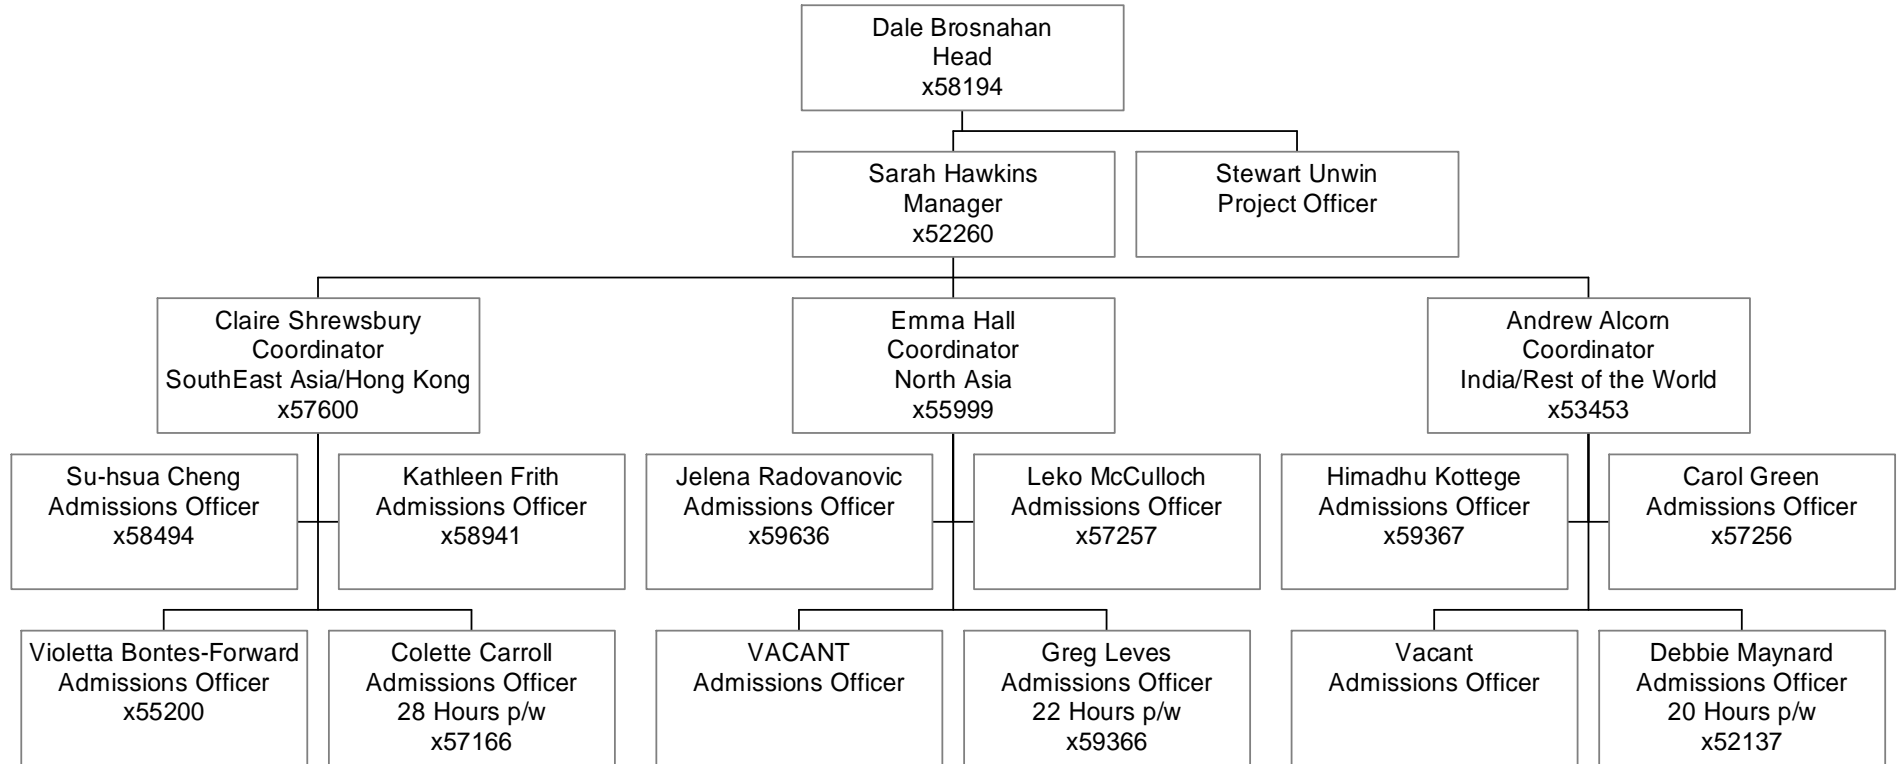 Dale Brosnahan
Head
x58194
Sarah Hawkins
Manager
x52260
Stewart Unwin
Project Officer
Claire Shrewsbury
Coordinator
SouthEast Asia/Hong Kong
x57600
Emma Hall
Coordinator
North Asia
x55999
Andrew Alcorn
Coordinator
India/Rest of the World
x53453
Su-hsua Cheng
Admissions Officer
x58494
Kathleen Frith
Admissions Officer
x58941
Jelena Radovanovic
Admissions Officer
x59636
Leko McCulloch
Admissions Officer
x57257
Himadhu Kottege
Admissions Officer
x59367
Carol Green
Admissions Officer
x57256
Violetta Bontes-Forward
Admissions Officer
x55200
Colette Carroll
Admissions Officer
28 Hours p/w
x57166
VACANT
Admissions Officer
Greg Leves
Admissions Officer
22 Hours p/w
x59366
Vacant
Admissions Officer
Debbie Maynard
Admissions Officer
20 Hours p/w
x52137